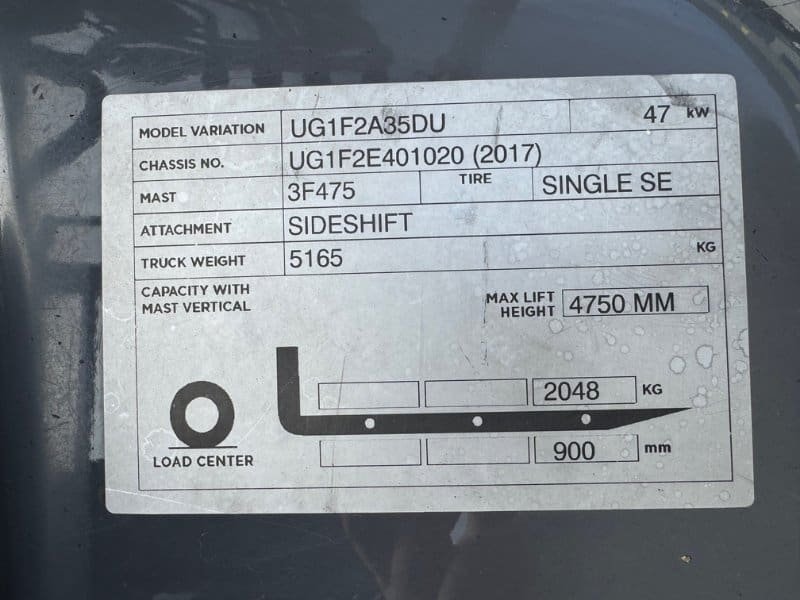 MODEL VARIATION UG1F2A35DU 47 kW
CHASSIS NO. UG1F2E401020 (2017)
MAST 3F475 TIRE SINGLE SE
ATTACHMENT SIDESHIFT
TRUCK WEIGHT 5165 KG
CAPACITY WITH
MAST VERTICAL
MAX LIFT
HEIGHT 4750 MM
2048 KG
900 mm
LOAD CENTER